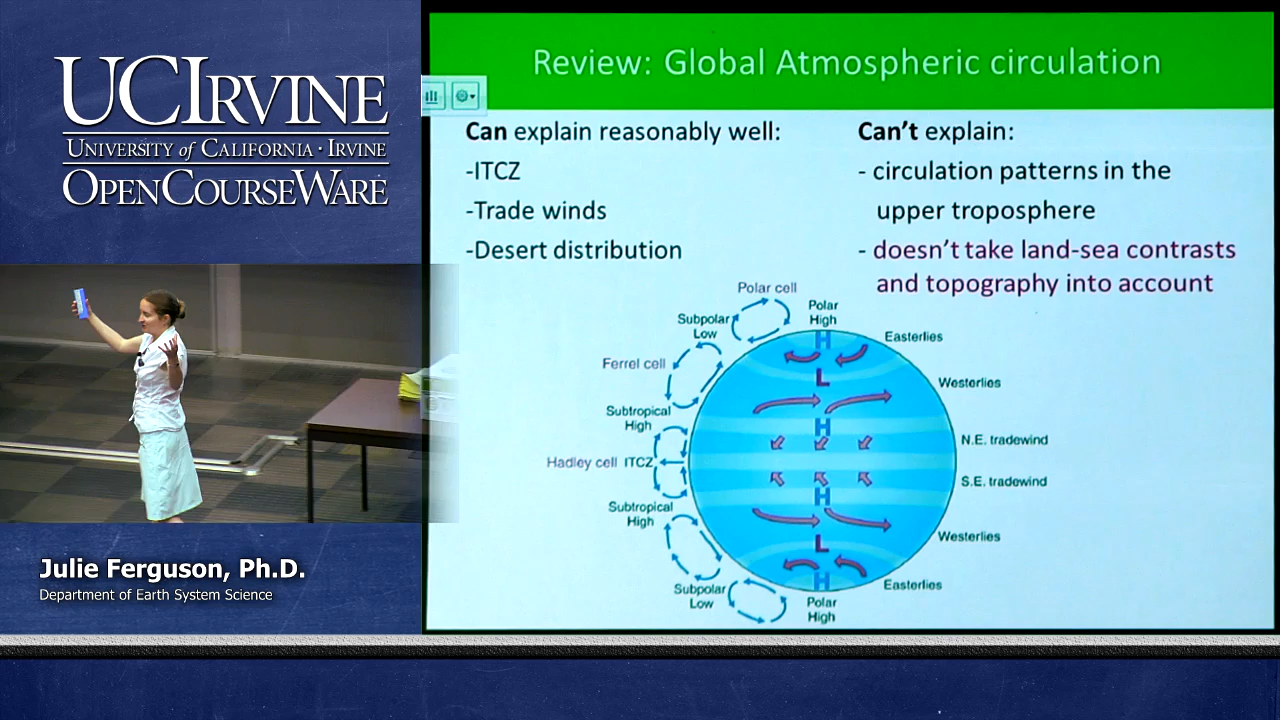 UCIRVINE
UNIVERSITY of CALIFORNIA · IRVINE
OPENCOURSEWARE
Julie Ferguson, Ph.D.
Department of Earth System Science
Review: Global Atmospheric circulation
Can explain reasonably well:
-ITCZ
-Trade winds
-Desert distribution
Can't explain:
- circulation patterns in the
upper troposphere
- doesn't take land-sea contrasts
and topography into account
Polar cell
Polar
High
Subpolar
Low
H
Easterlies
Ferrel cell
L
Westerlies
Subtropical
High
H
N.E. tradewind
Hadley cell ITCZ
S.E. tradewind
Subtropical
High
H
Westerlies
L
Subpolar
Low
H
Easterlies
Polar
High